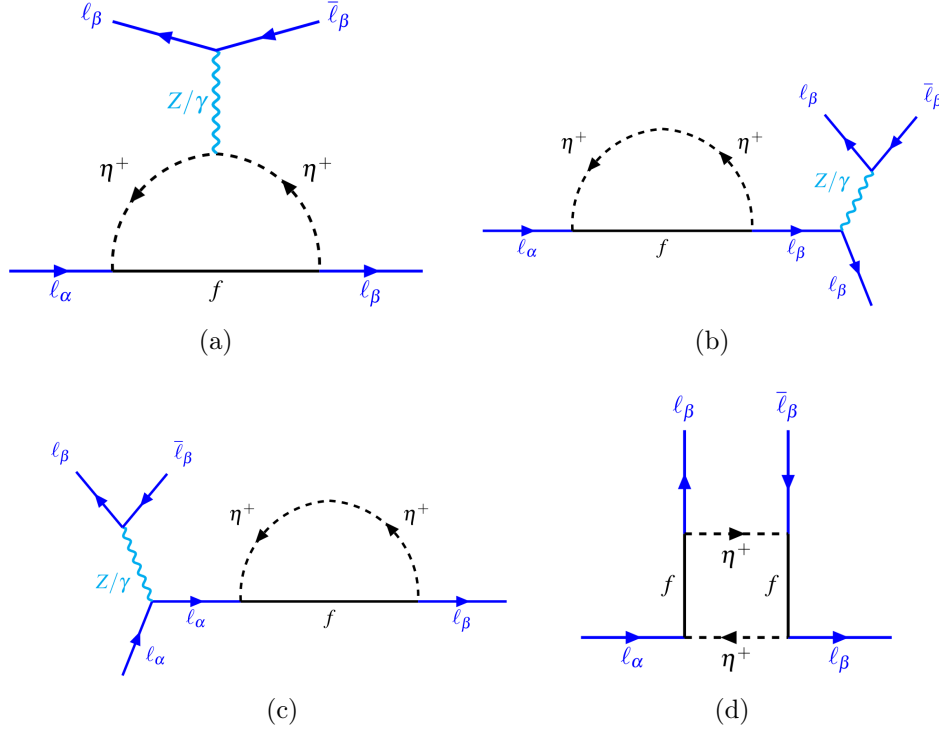 ℓβ ℓ̅β
Z/γ
η⁺ η⁺
ℓα f ℓβ
(a)
ℓβ ℓ̅β
η⁺ η⁺
Z/γ
ℓα f ℓβ
ℓβ
(b)
ℓβ ℓ̅β
η⁺ η⁺
Z/γ
ℓα f ℓβ
ℓα
(c)
ℓβ ℓ̅β
η⁺
f f
η⁺
ℓα ℓβ
(d)